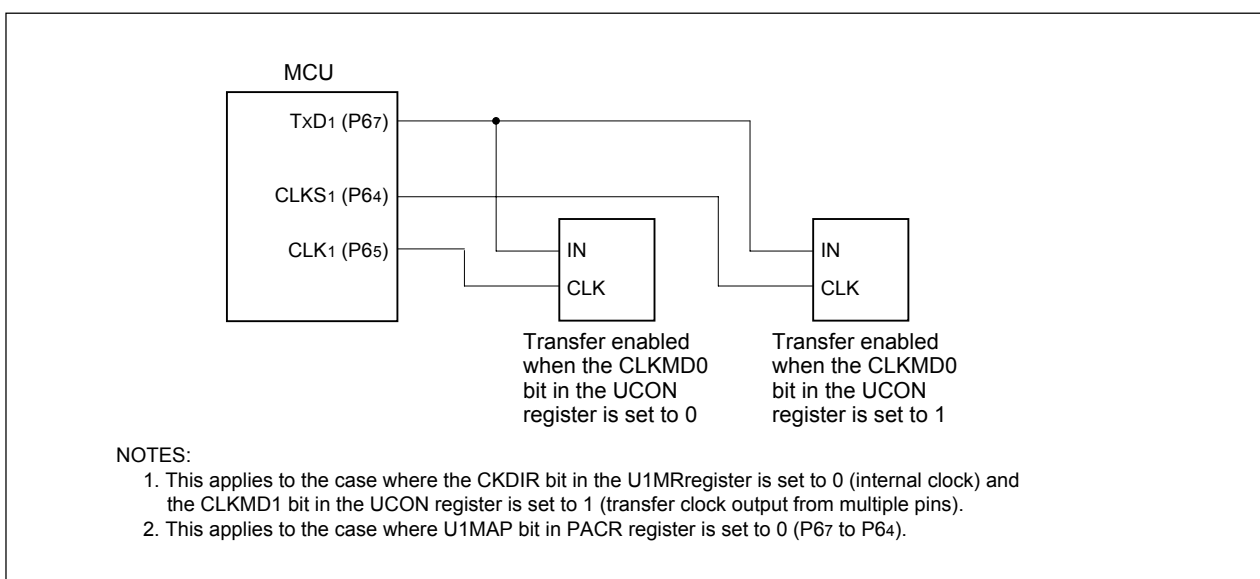 MCU
TxD1 (P67)
CLKS1 (P64)
CLK1 (P65)
IN
CLK
IN
CLK
Transfer enabled
when the CLKMD0
bit in the UCON
register is set to 0
Transfer enabled
when the CLKMD0
bit in the UCON
register is set to 1
NOTES:
1. This applies to the case where the CKDIR bit in the U1MRregister is set to 0 (internal clock) and
the CLKMD1 bit in the UCON register is set to 1 (transfer clock output from multiple pins).
2. This applies to the case where U1MAP bit in PACR register is set to 0 (P67 to P64).